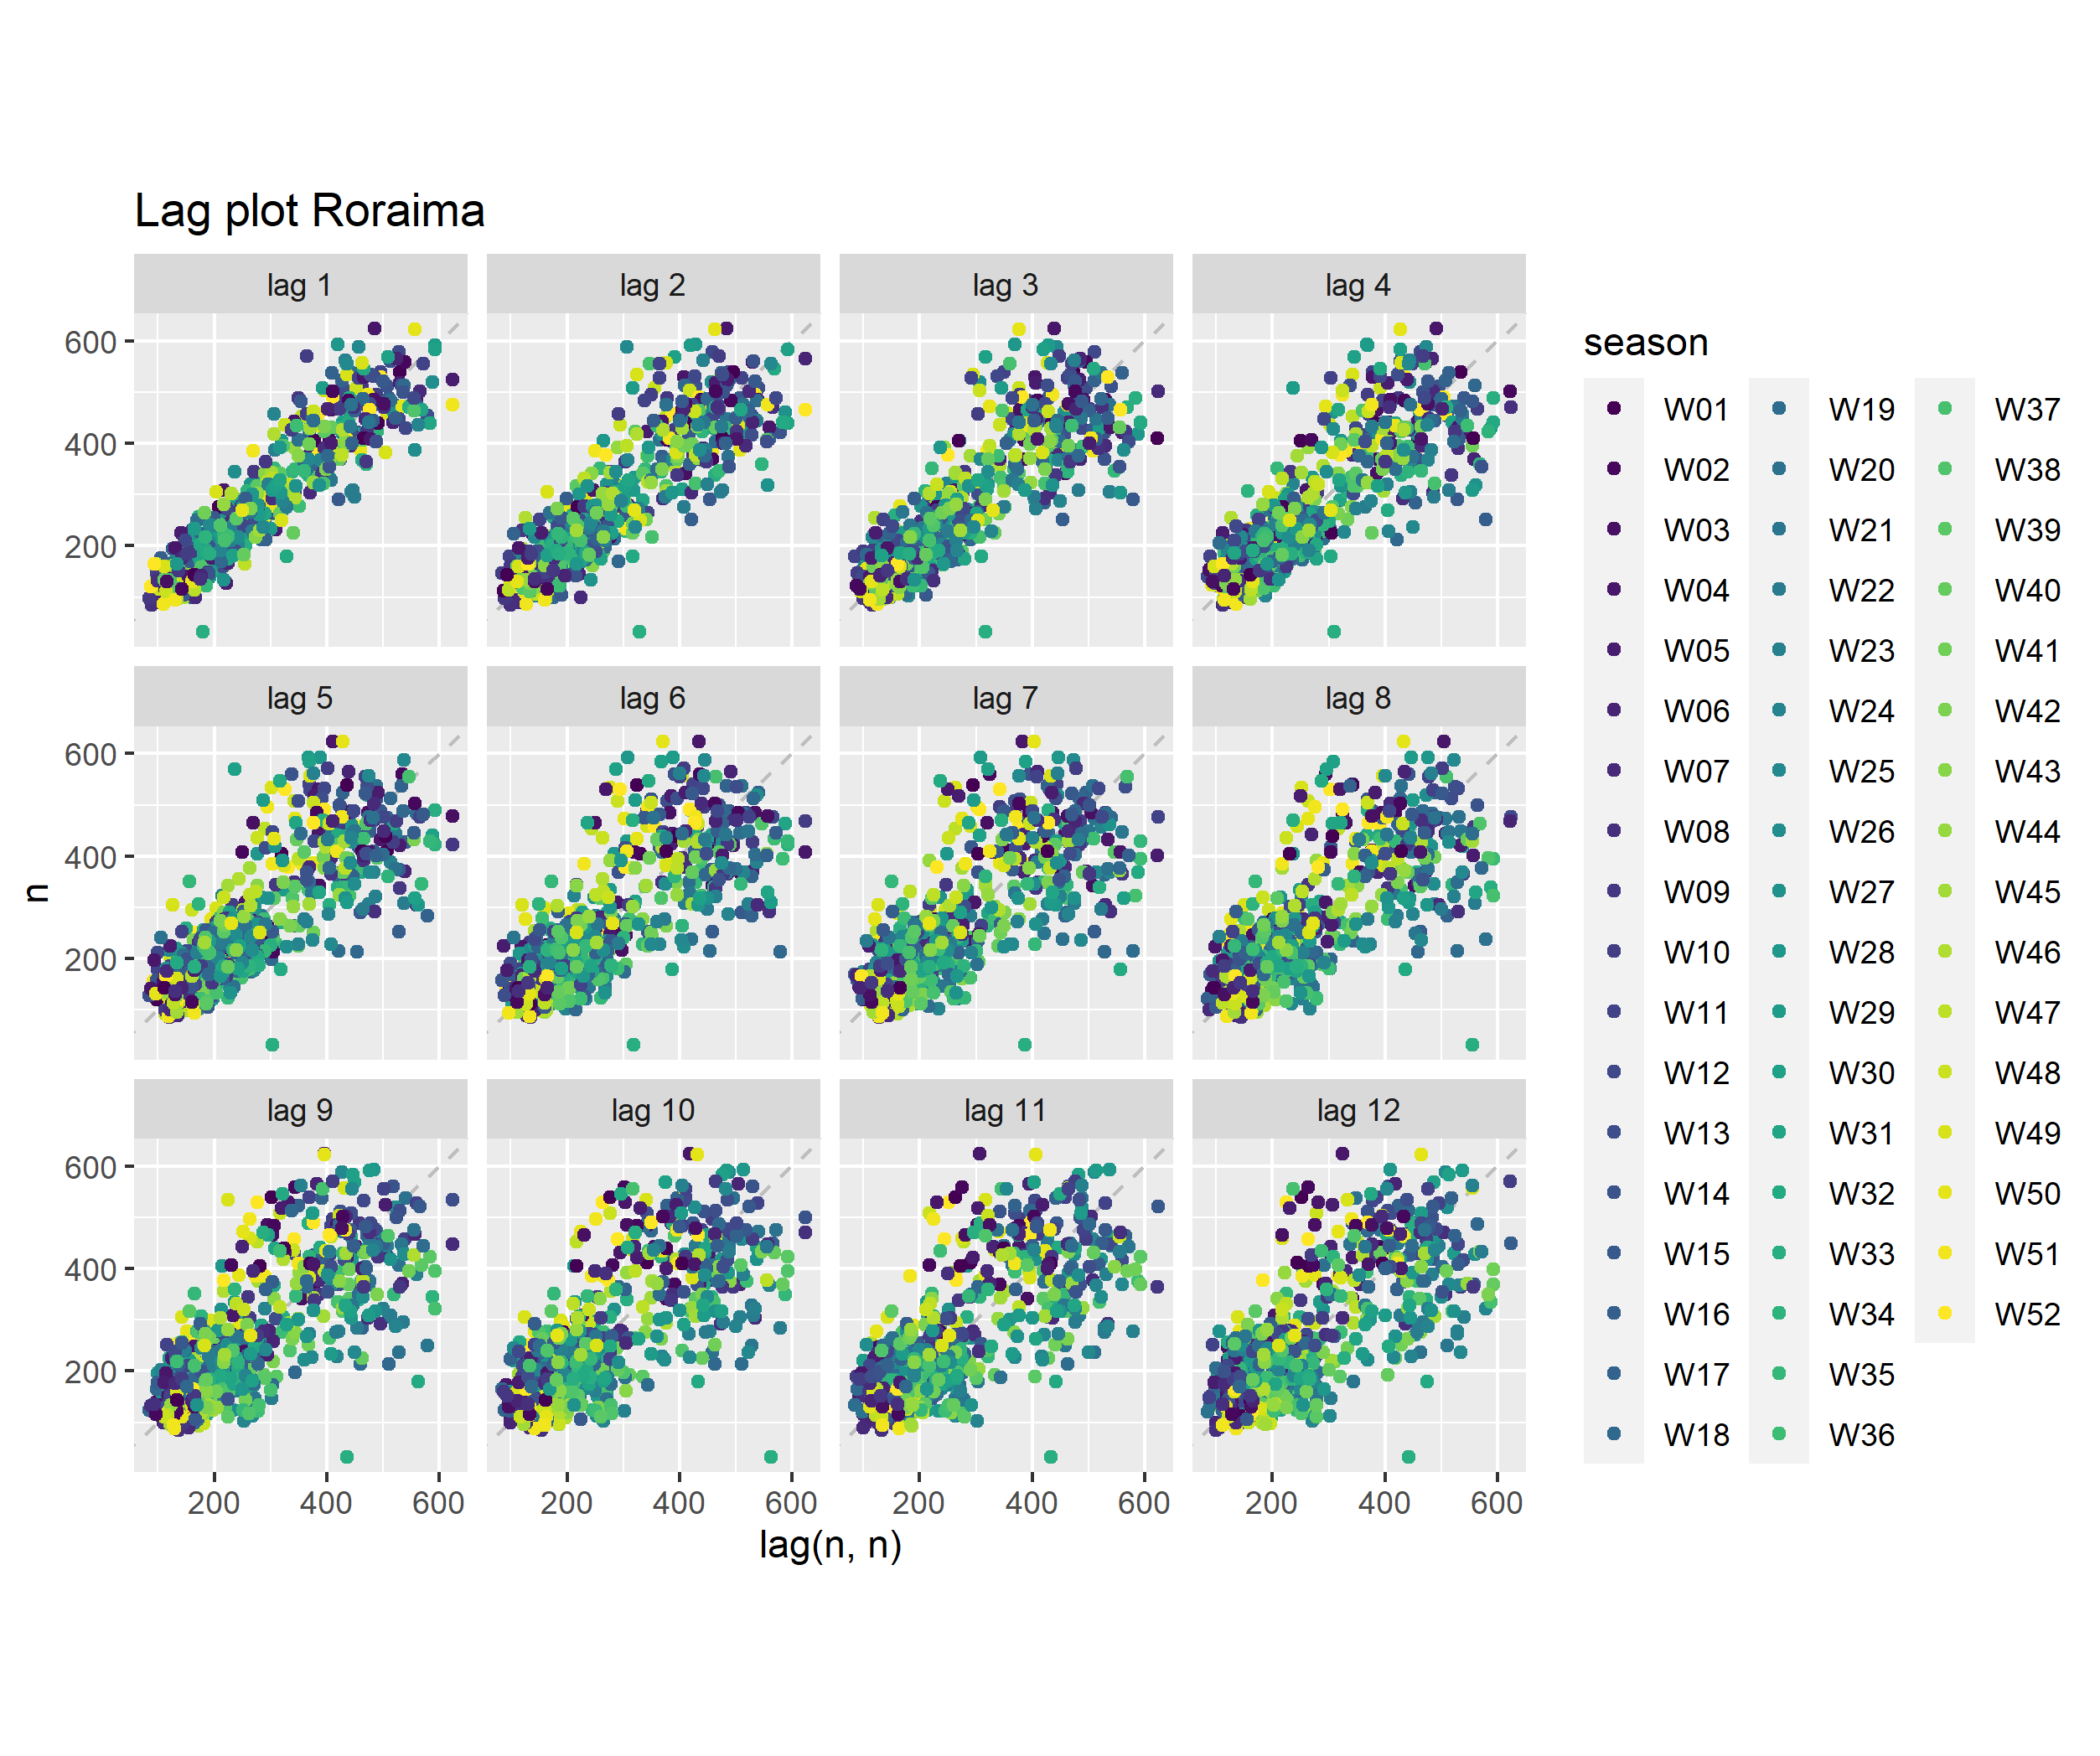 Lag plot Roraima
lag 1 lag 2 lag 3 lag 4
600
400
200
lag 5 lag 6 lag 7 lag 8
600
400
200
n
lag 9 lag 10 lag 11 lag 12
600
400
200
200 400 600 200 400 600 200 400 600 200 400 600
lag(n, n)
season
W01 W19 W37
W02 W20 W38
W03 W21 W39
W04 W22 W40
W05 W23 W41
W06 W24 W42
W07 W25 W43
W08 W26 W44
W09 W27 W45
W10 W28 W46
W11 W29 W47
W12 W30 W48
W13 W31 W49
W14 W32 W50
W15 W33 W51
W16 W34 W52
W17 W35
W18 W36